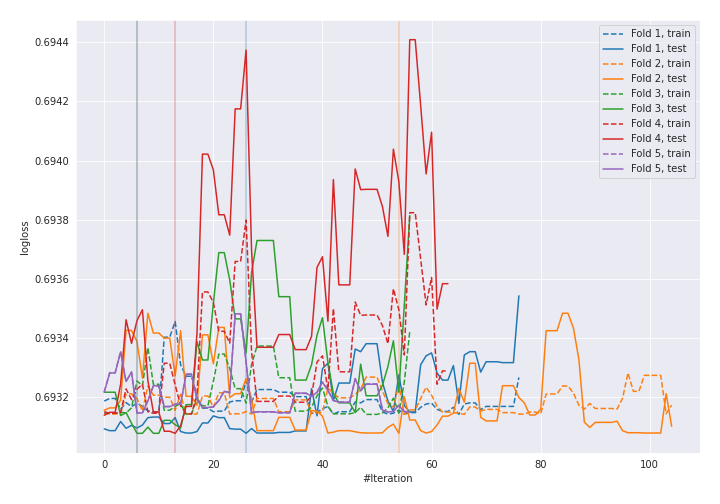 0.6944
0.6942
0.6940
0.6938
0.6936
0.6934
0.6932
logloss
0
20
40
60
80
100
#Iteration
Fold 1, train
Fold 1, test
Fold 2, train
Fold 2, test
Fold 3, train
Fold 3, test
Fold 4, train
Fold 4, test
Fold 5, train
Fold 5, test